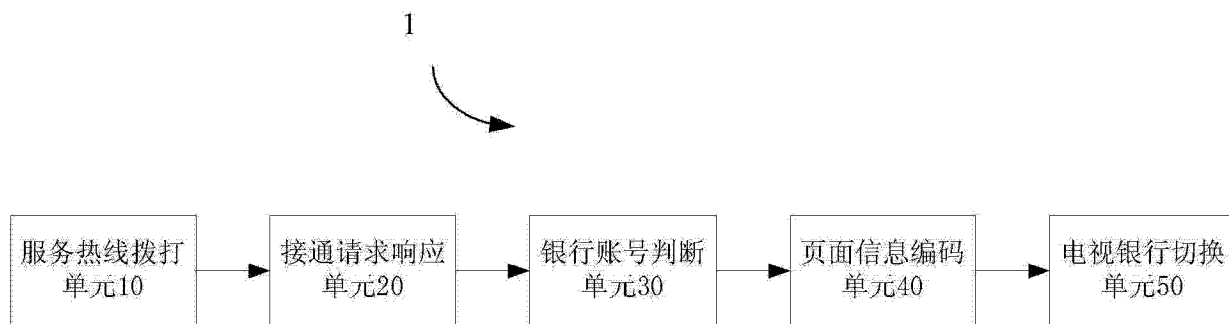 1
服务热线拨打
单元10
接通请求响应
单元20
银行账号判断
单元30
页面信息编码
单元40
电视银行切换
单元50